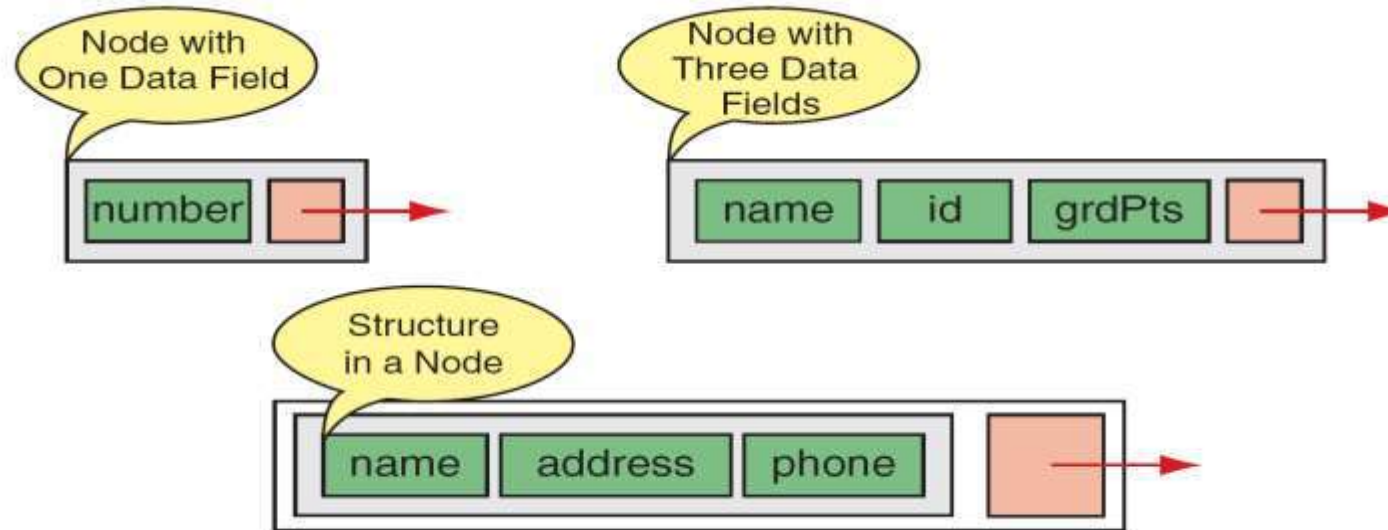 Node with
One Data Field
number
Node with
Three Data
Fields
name id grdPts
Structure
in a Node
name address phone